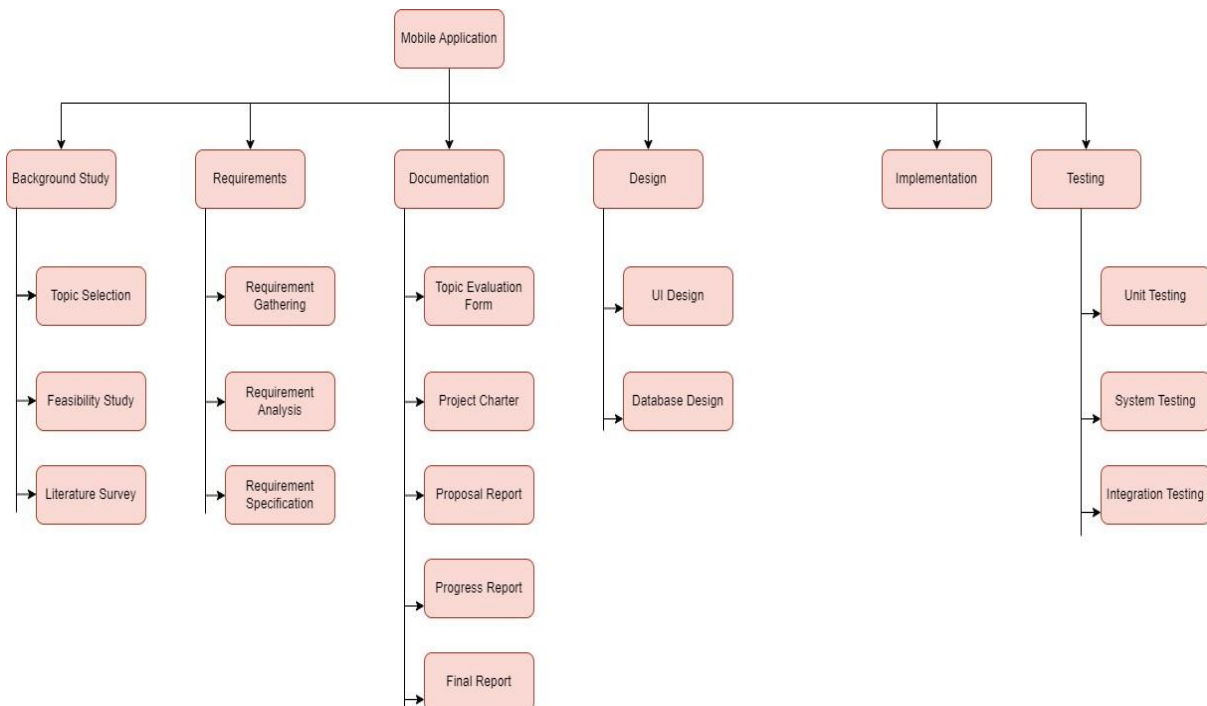 Mobile Application
Background Study
Requirements
Documentation
Design
Implementation
Testing
Topic Selection
Requirement
Gathering
Topic Evaluation
Form
UI Design
Unit Testing
Feasibility Study
Requirement
Analysis
Project Charter
Database Design
System Testing
Literature Survey
Requirement
Specification
Proposal Report
Integration Testing
Progress Report
Final Report